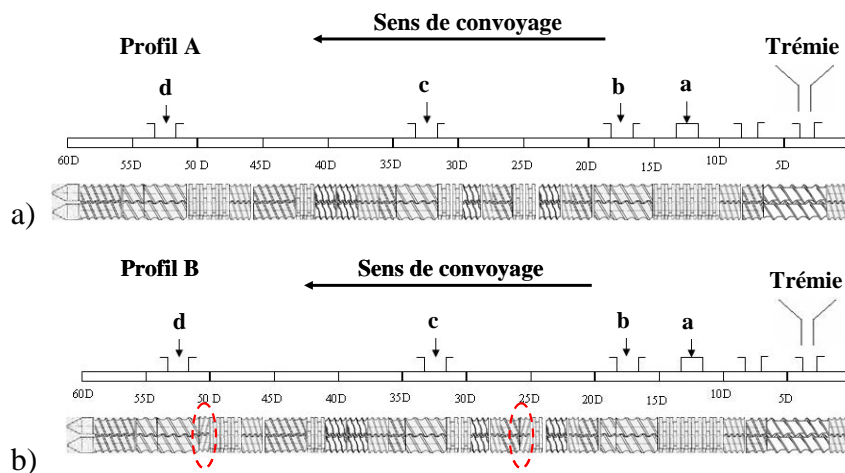 Sens de convoyage
Profil A
Trémie
d
c
b
a
60D 55D 50 D 45D 40D 35D 30D 25D 20D 15D 10D 5D
a)
Profil B
Sens de convoyage
Trémie
d
c
b
a
60D 55D 50 D 45D 40D 35D 30D 25D 20D 15D 10D 5D
b)